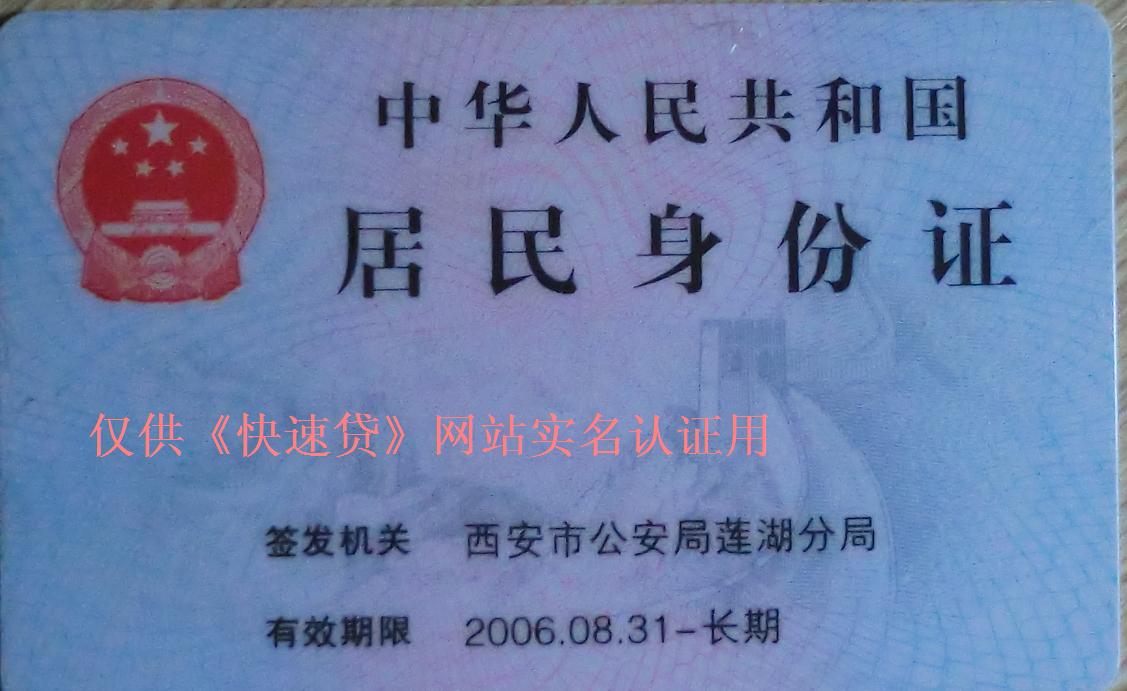 中华人民共和国
居民身份证
仅供《快速贷》网站实名认证用
签发机关 西安市公安局莲湖分局
有效期限 2006.08.31-长期